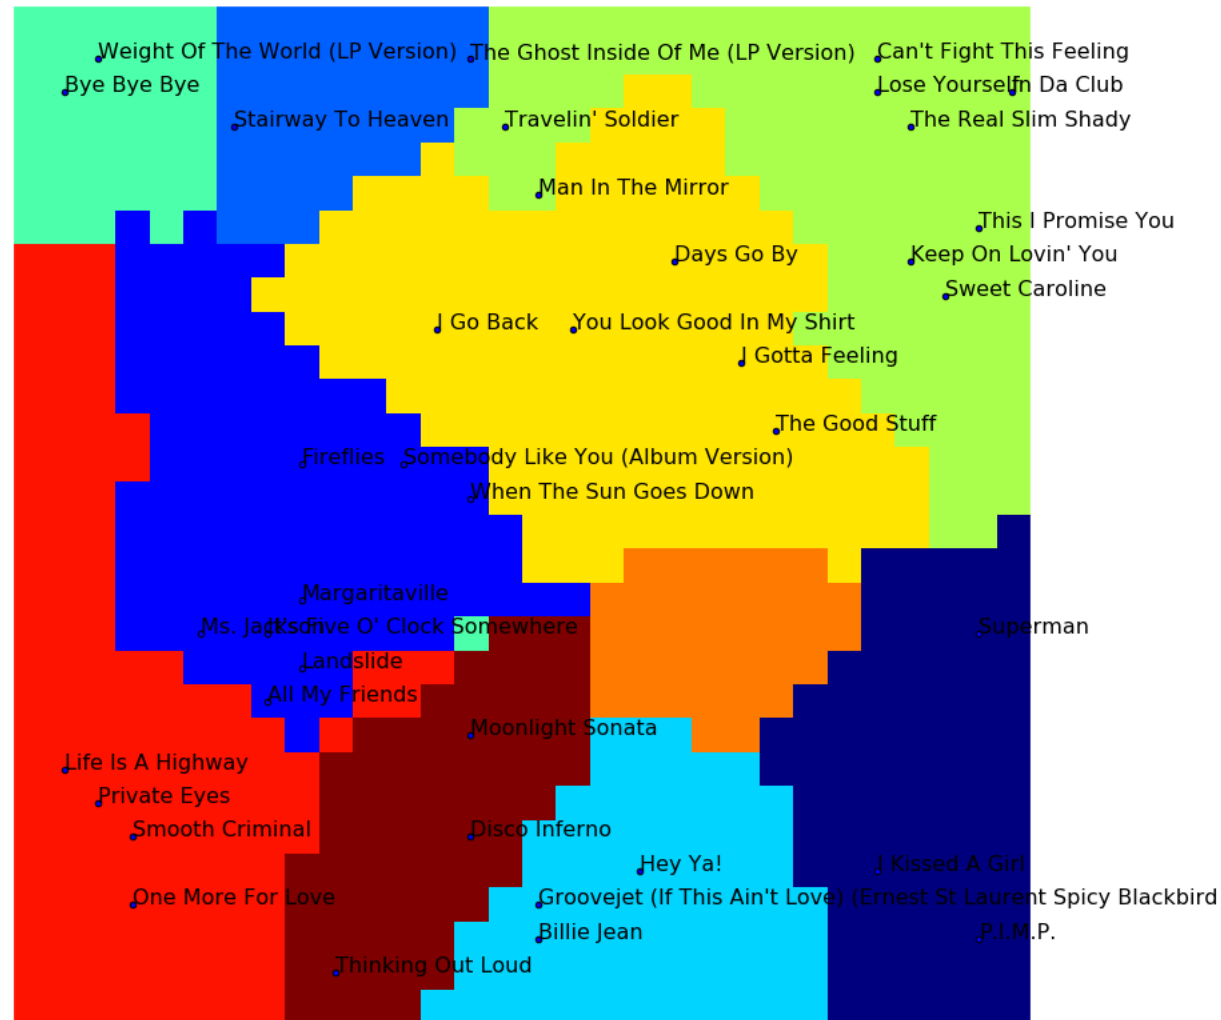 Weight Of The World (LP Version)
The Ghost Inside Of Me (LP Version)
Can't Fight This Feeling
Bye Bye Bye
Lose Yourself
In Da Club
Stairway To Heaven
Travelin' Soldier
The Real Slim Shady
Man In The Mirror
This I Promise You
Days Go By
Keep On Lovin' You
Sweet Caroline
I Go Back
You Look Good In My Shirt
I Gotta Feeling
The Good Stuff
Fireflies
Somebody Like You (Album Version)
When The Sun Goes Down
Margaritaville
Ms. Jackson
It's Five O' Clock Somewhere
Superman
Landslide
All My Friends
Moonlight Sonata
Life Is A Highway
Private Eyes
Smooth Criminal
Disco Inferno
Hey Ya!
I Kissed A Girl
One More For Love
Groovejet (If This Ain't Love) (Ernest St Laurent Spicy Blackbird
Billie Jean
P.I.M.P.
Thinking Out Loud